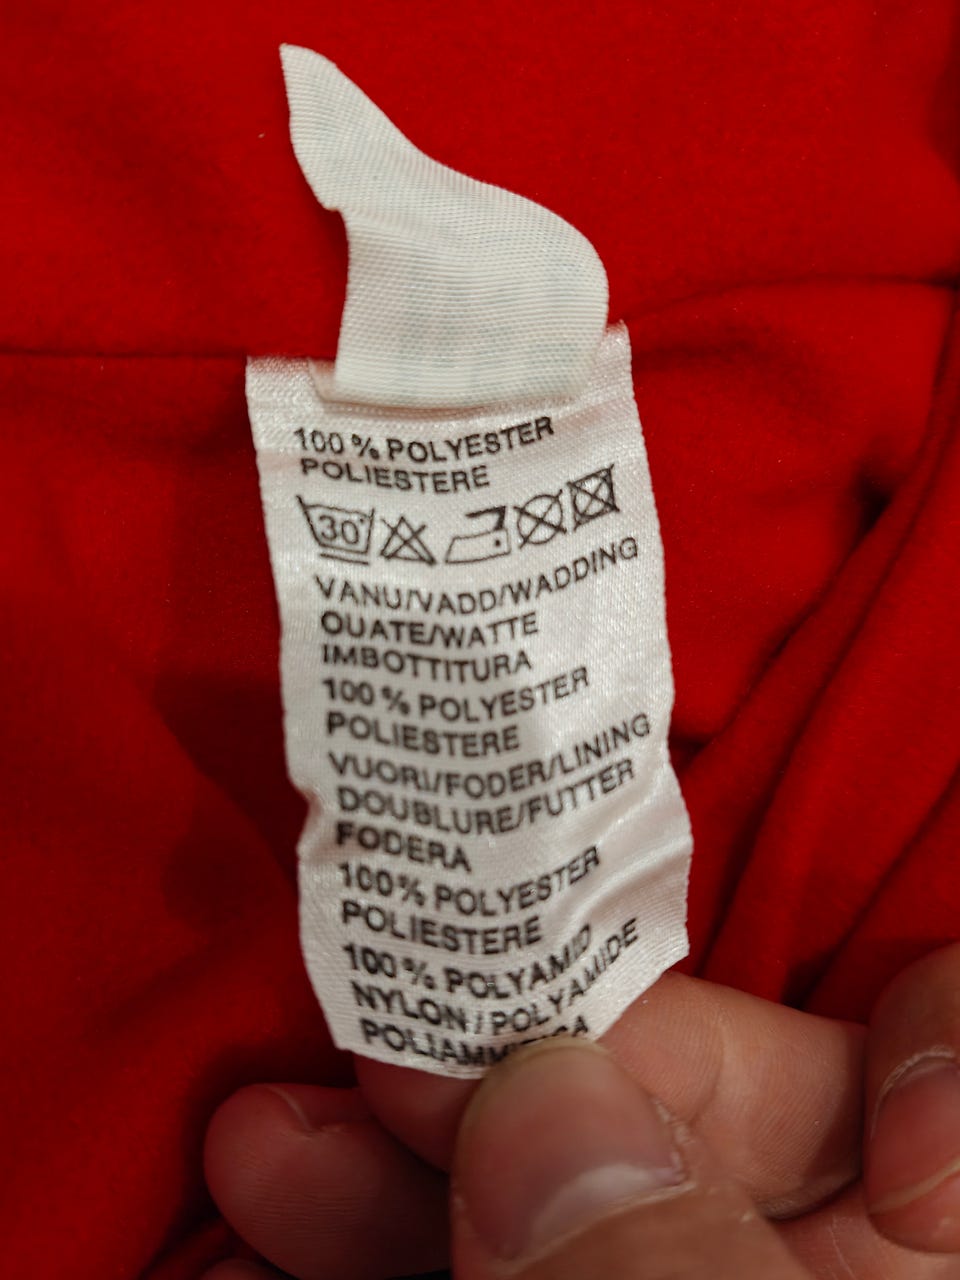 100 % POLYESTER
POLIESTERE
30°
VANU/VADD/WADDING
OUATE/WATTE
IMBOTTITURA
100 % POLYESTER
POLIESTERE
VUORI/FODER/LINING
DOUBLURE/FUTTER
FODERA
100 % POLYESTER
POLIESTERE
100 % POLYAMID
NYLON / POLYAMIDE